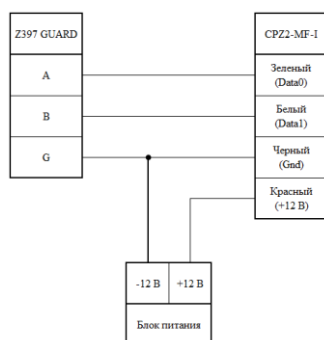 Z397 GUARD
A
B
G
CPZ2-MF-I
Зеленый
(Data0)
Белый
(Data1)
Черный
(Gnd)
Красный
(+12 В)
-12 В
+12 В
Блок питания